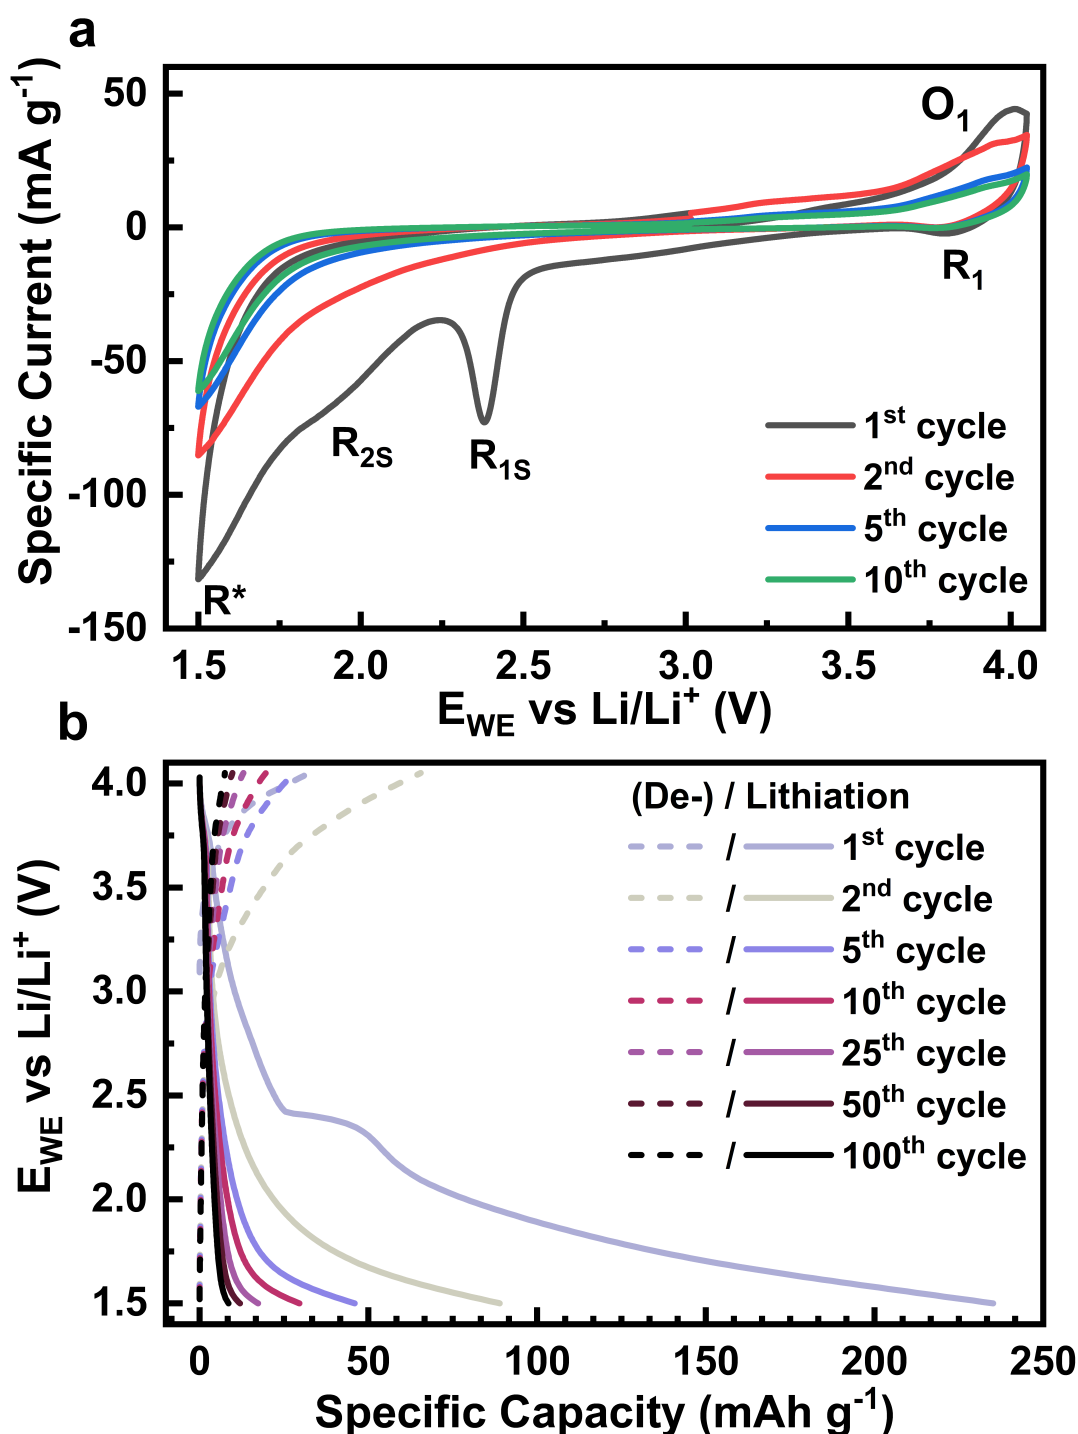 a
Specific Current (mA g⁻¹)
50
0
-50
-100
-150
O₁
R₁
R₂S
R₁S
R*
1ˢᵗ cycle
2ⁿᵈ cycle
5ᵗʰ cycle
10ᵗʰ cycle
1.5 2.0 2.5 3.0 3.5 4.0
E_WE vs Li/Li⁺ (V)
b
E_WE vs Li/Li⁺ (V)
4.0
3.5
3.0
2.5
2.0
1.5
(De-) / Lithiation
/ 1ˢᵗ cycle
/ 2ⁿᵈ cycle
/ 5ᵗʰ cycle
/ 10ᵗʰ cycle
/ 25ᵗʰ cycle
/ 50ᵗʰ cycle
/ 100ᵗʰ cycle
0 50 100 150 200 250
Specific Capacity (mAh g⁻¹)